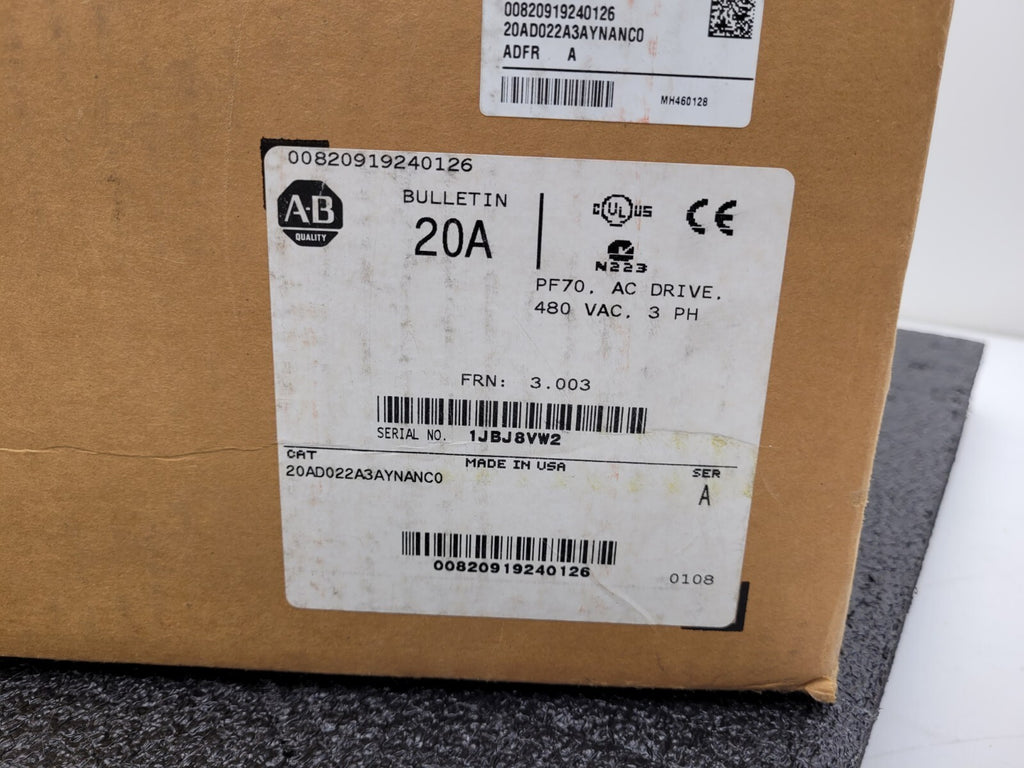 00820919240126
20AD022A3AYNANC0
ADFR A
MH460128
00820919240126
A-B
QUALITY
BULLETIN
20A
c UL US
CE
N223
PF70, AC DRIVE,
480 VAC, 3 PH
FRN: 3.003
SERIAL NO. 1JBJ8VW2
CAT MADE IN USA SER
20AD022A3AYNANC0 A
00820919240126
0108